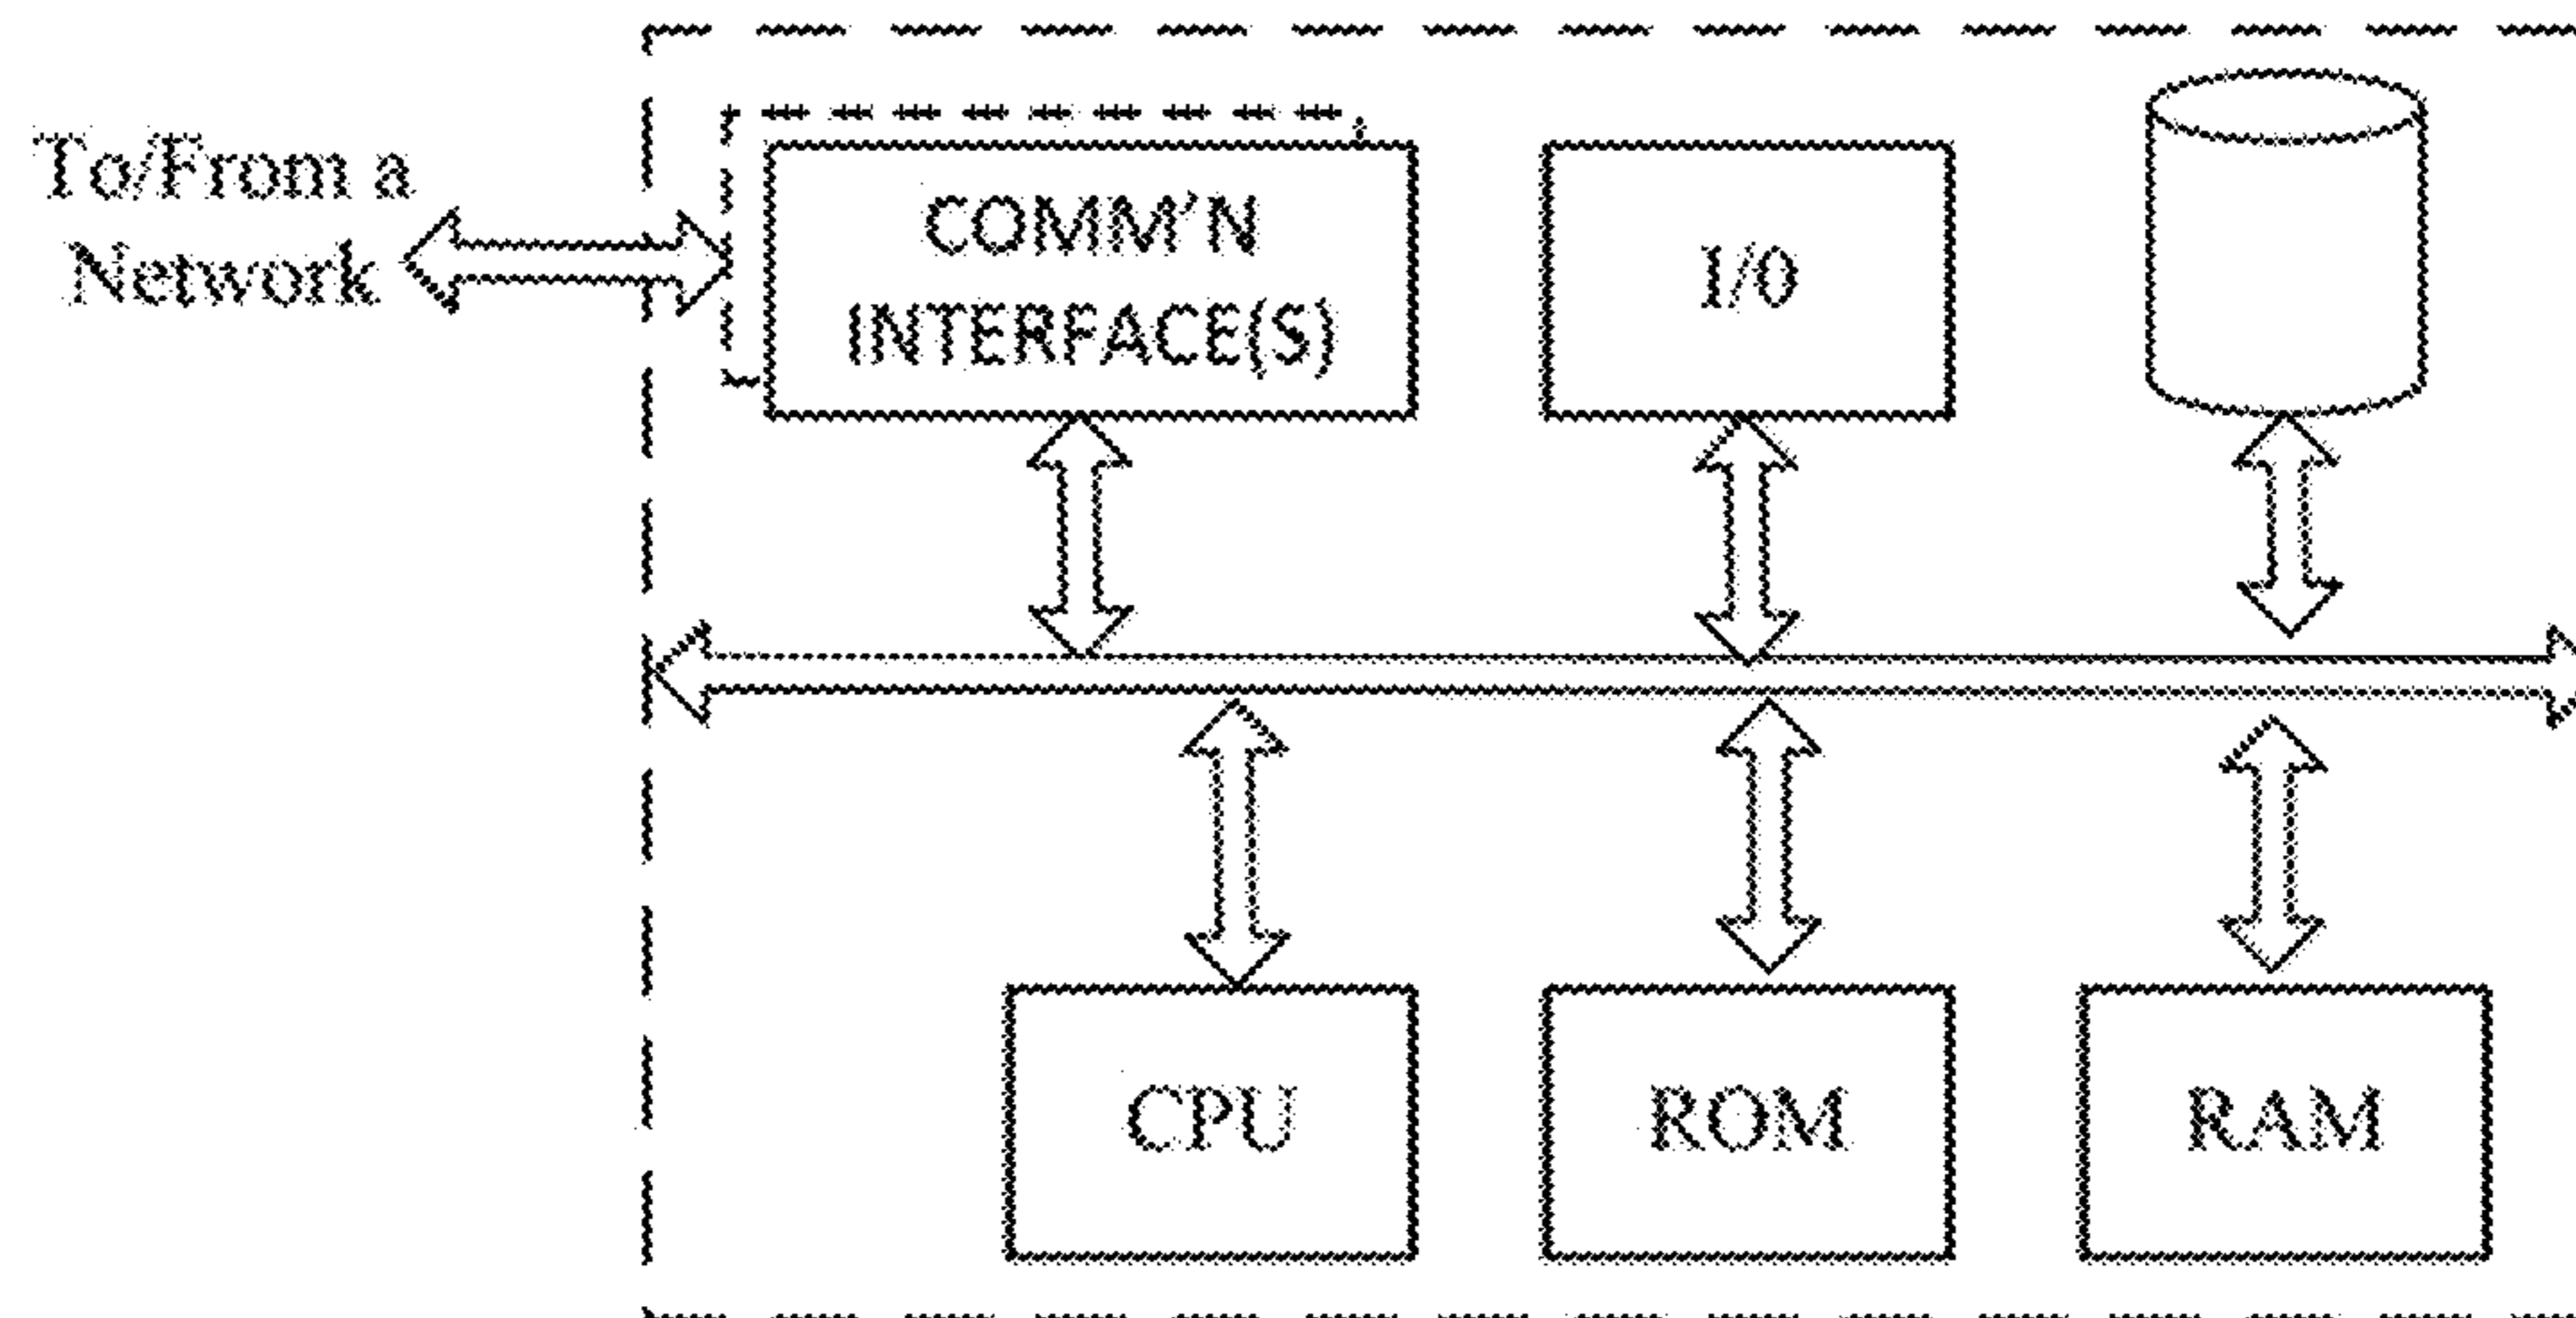 To/From a
Network
COMM'N
INTERFACE(S)
I/0
CPU
ROM
RAM